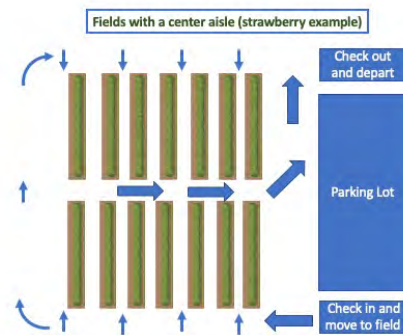 Fields with a center aisle (strawberry example)
Check out
and depart
Parking Lot
Check in and
move to field